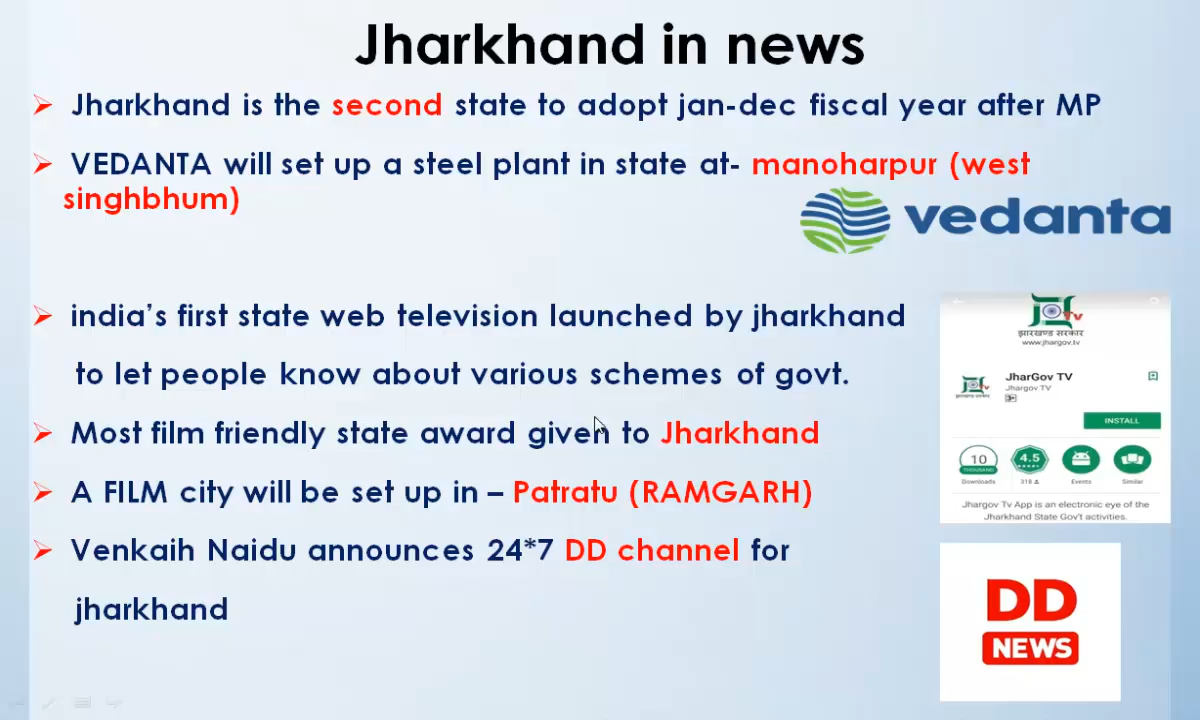 Jharkhand in news
➢ Jharkhand is the second state to adopt jan-dec fiscal year after MP
➢ VEDANTA will set up a steel plant in state at- manoharpur (west
singhbhum)
vedanta
➢ india's first state web television launched by jharkhand
to let people know about various schemes of govt.
➢ Most film friendly state award given to Jharkhand
➢ A FILM city will be set up in – Patratu (RAMGARH)
➢ Venkaih Naidu announces 24*7 DD channel for
jharkhand
Tv
झारखण्ड सरकार
www.jhargov.tv
JharGov TV
Jhargov TV
3+
INSTALL
10
THOUSAND
4.5
Downloads
318
Events
Similar
Jhargov Tv App is an electronic eye of the
Jharkhand State Gov't activities.
DD
NEWS